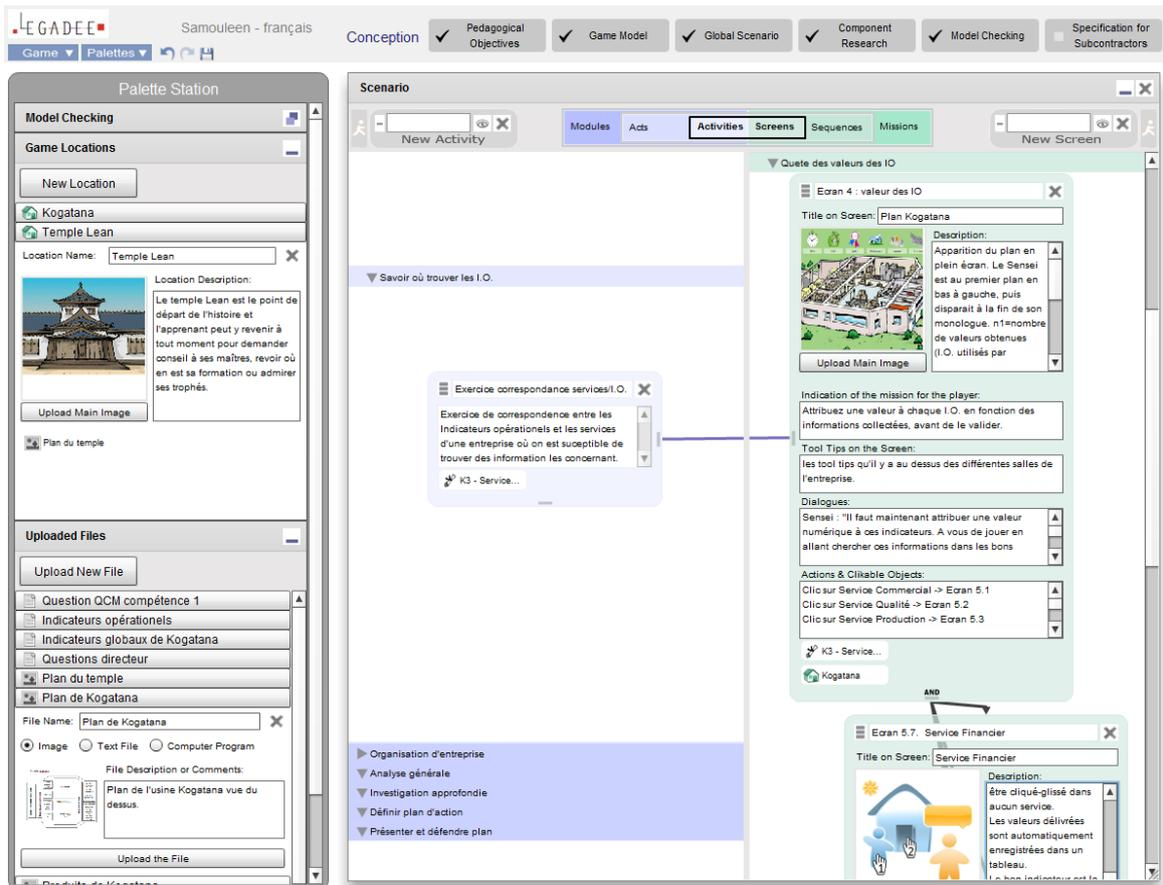 LEGADEE
Samouleen - français
Game
Palettes
Conception
Pedagogical
Objectives
Game Model
Global Scenario
Component
Research
Model Checking
Specification for
Subcontractors
Palette Station
Model Checking
Game Locations
New Location
Kogatana
Temple Lean
Location Name: Temple Lean
Location Description:
Le temple Lean est le point de
départ de l'histoire et
l'apprenant peut y revenir à
tout moment pour demander
conseil à ses maîtres, revoir où
en est sa formation ou admirer
ses trophés.
Upload Main Image
Plan du temple
Uploaded Files
Upload New File
Question QCM compétence 1
Indicateurs opérationels
Indicateurs globaux de Kogatana
Questions directeur
Plan du temple
Plan de Kogatana
File Name: Plan de Kogatana
Image Text File Computer Program
File Description or Comments:
Plan de l'usine Kogatana vue du
dessus.
Upload the File
Produits de Kogatana
Scenario
New Activity
Modules Acts Activities Screens Sequences Missions
New Screen
Savoir où trouver les I.O.
Exercice correspondance services/I.O.
Exercice de correspondence entre les
Indicateurs opérationels et les services
d'une entreprise où on est suceptible de
trouver des information les concernant.
K3 - Service...
Organisation d'entreprise
Analyse générale
Investigation approfondie
Définir plan d'action
Présenter et défendre plan
Quete des valeurs des IO
Ecran 4 : valeur des IO
Title on Screen: Plan Kogatana
Description:
Apparition du plan en
plein écran. Le Sensei
est au premier plan en
bas à gauche, puis
disparait à la fin de son
monologue. n1=nombre
de valeurs obtenues
(I.O. utilisés par
Upload Main Image
Indication of the mission for the player:
Attribuez une valeur à chaque I.O. en fonction des
informations collectées, avant de le valider.
Tool Tips on the Screen:
les tool tips qu'il y a au dessus des différentes salles de
l'entreprise.
Dialogues:
Sensei : "Il faut maintenant attribuer une valeur
numérique à ces indicateurs. A vous de jouer en
allant chercher ces informations dans les bons
Actions & Clikable Objects:
Clic sur Service Commercial -> Ecran 5.1
Clic sur Service Qualité -> Ecran 5.2
Clic sur Service Production -> Ecran 5.3
K3 - Service...
Kogatana
AND
Ecran 5.7. Service Financier
Title on Screen: Service Financier
Description:
être cliqué-glissé dans
aucun service.
Les valeurs délivrées
sont automatiquement
enregistrées dans un
tableau.
Le bon indicateur est le
1
2